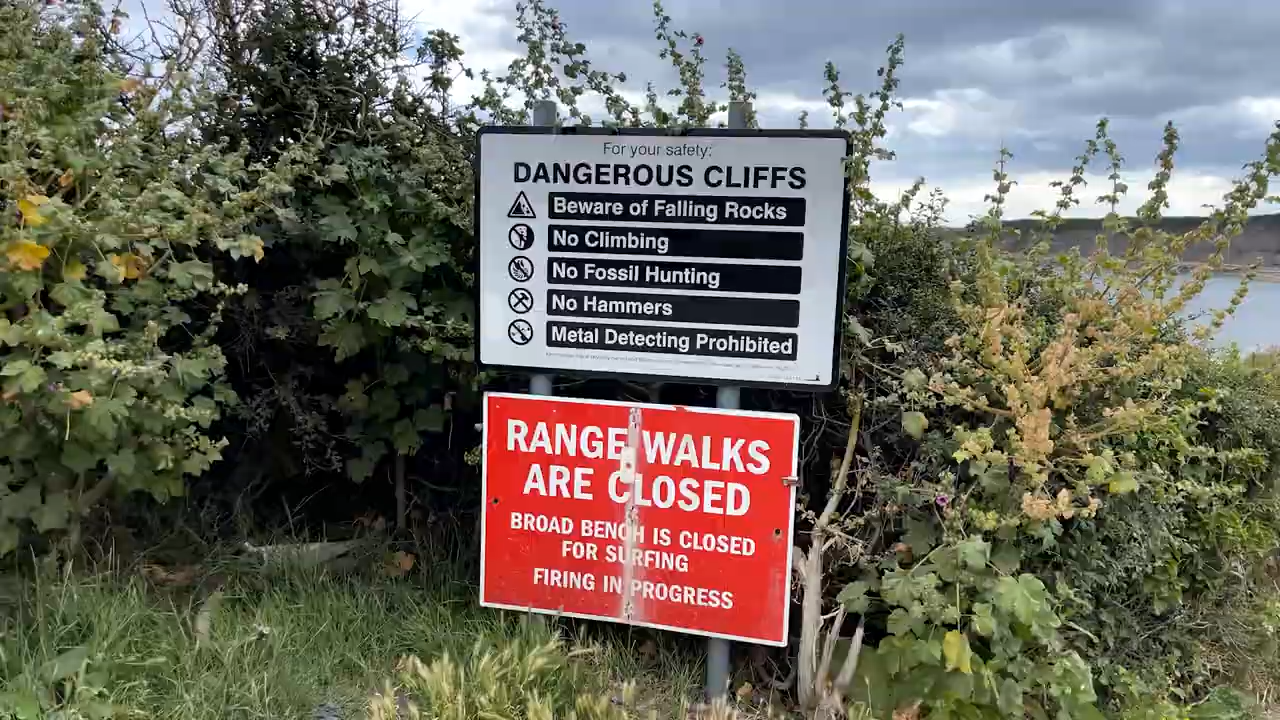 For your safety:
DANGEROUS CLIFFS
Beware of Falling Rocks
No Climbing
No Fossil Hunting
No Hammers
Metal Detecting Prohibited
RANGE WALKS
ARE CLOSED
BROAD BENCH IS CLOSED
FOR SURFING
FIRING IN PROGRESS